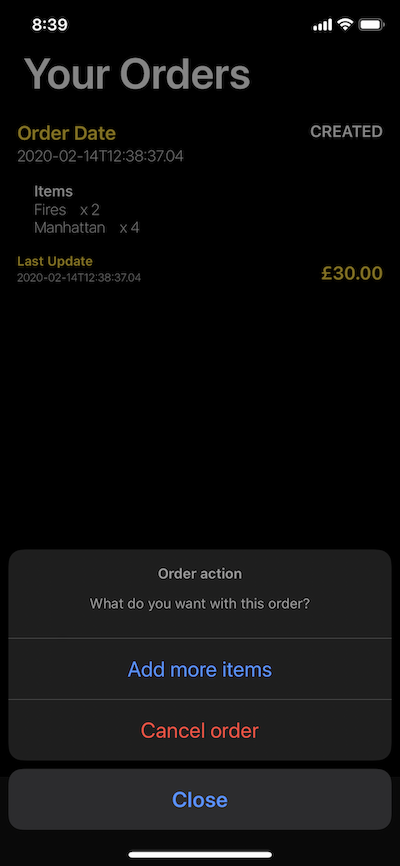 8:39
Your Orders
Order Date CREATED
2020-02-14T12:38:37.04
Items
Fires x 2
Manhattan x 4
Last Update
2020-02-14T12:38:37.04 £30.00
Order action
What do you want with this order?
Add more items
Cancel order
Close